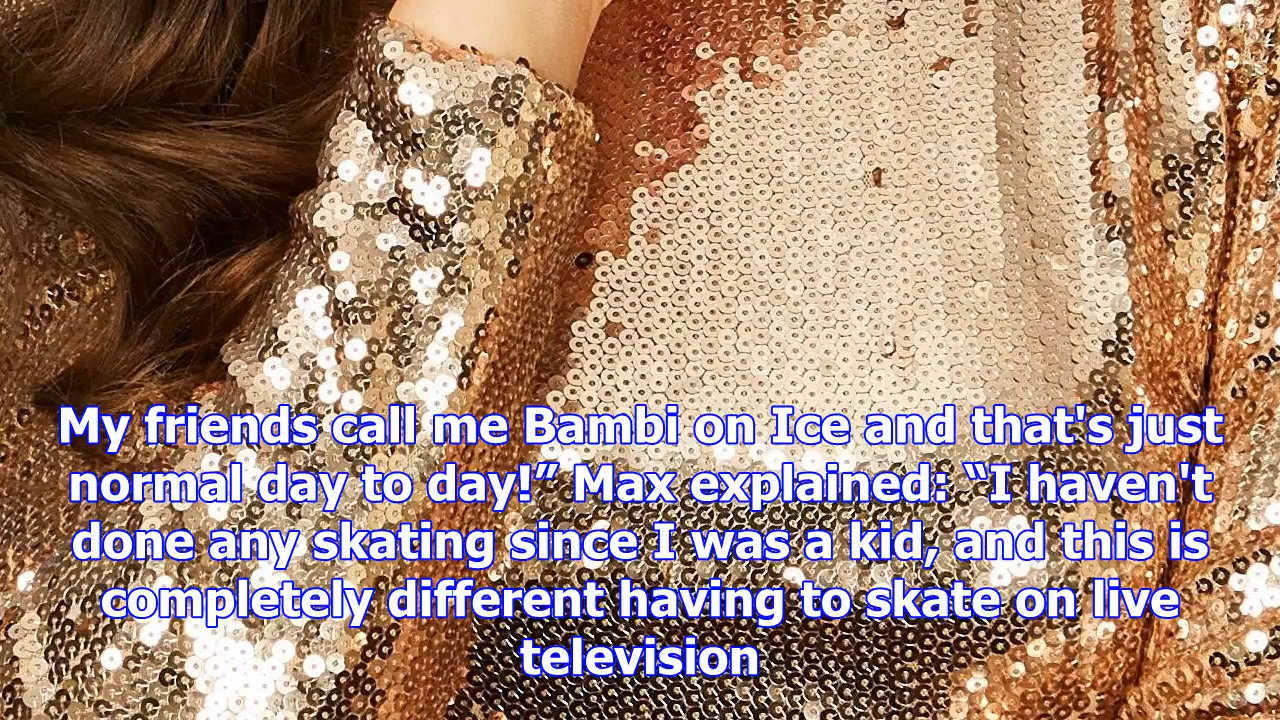 My friends call me Bambi on Ice and that's just
normal day to day!” Max explained: “I haven't
done any skating since I was a kid, and this is
completely different having to skate on live
television